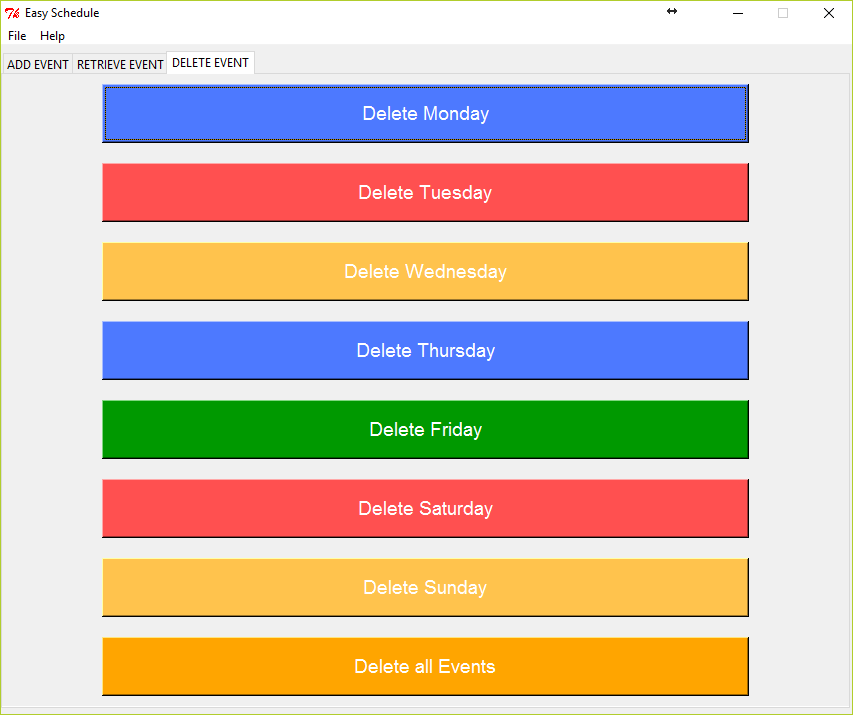 Easy Schedule
File Help
ADD EVENT RETRIEVE EVENT DELETE EVENT
Delete Monday
Delete Tuesday
Delete Wednesday
Delete Thursday
Delete Friday
Delete Saturday
Delete Sunday
Delete all Events